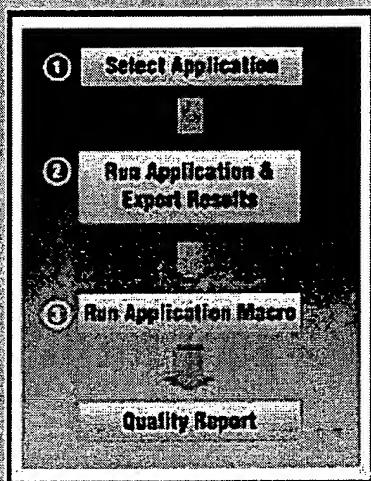 1 Select Application
2 Run Application &
Export Results
3 Run Application Macro
Quality Report